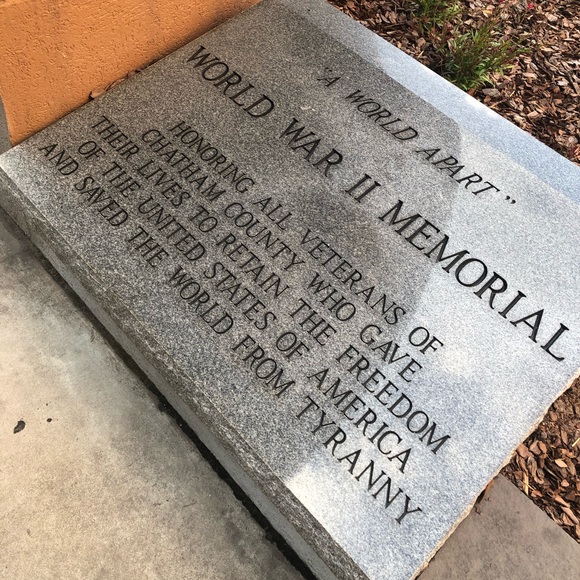 "A WORLD APART"
WORLD WAR II MEMORIAL
HONORING ALL VETERANS OF
CHATHAM COUNTY WHO GAVE
THEIR LIVES TO RETAIN THE FREEDOM
OF THE UNITED STATES OF AMERICA
AND SAVED THE WORLD FROM TYRANNY